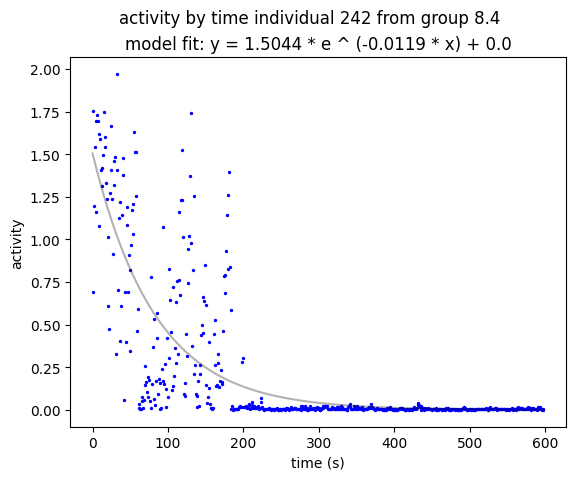 activity by time individual 242 from group 8.4
model fit: y = 1.5044 * e ^ (-0.0119 * x) + 0.0
2.00
1.75
1.50
1.25
1.00
0.75
0.50
0.25
0.00
activity
0 100 200 300 400 500 600
time (s)